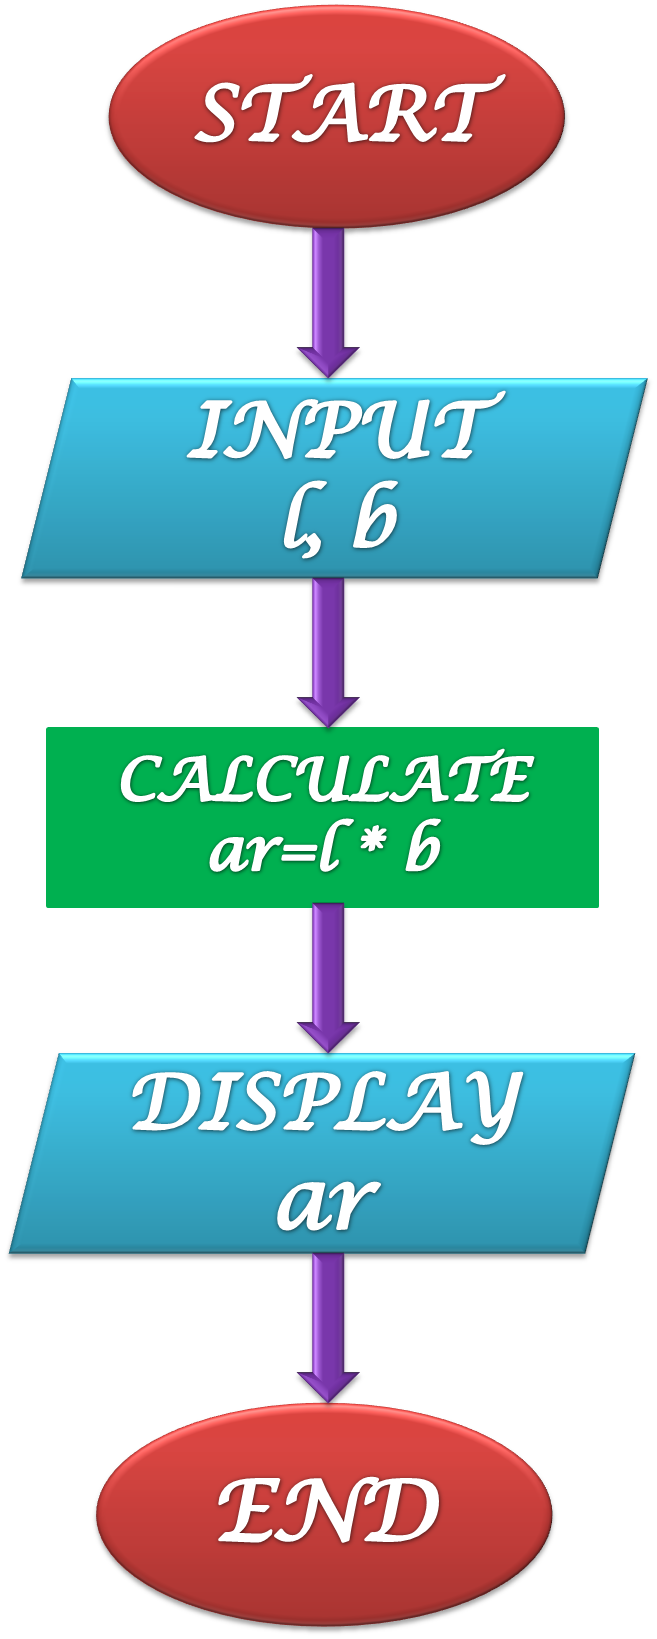 START
INPUT
l, b
CALCULATE
ar=l * b
DISPLAY
ar
END